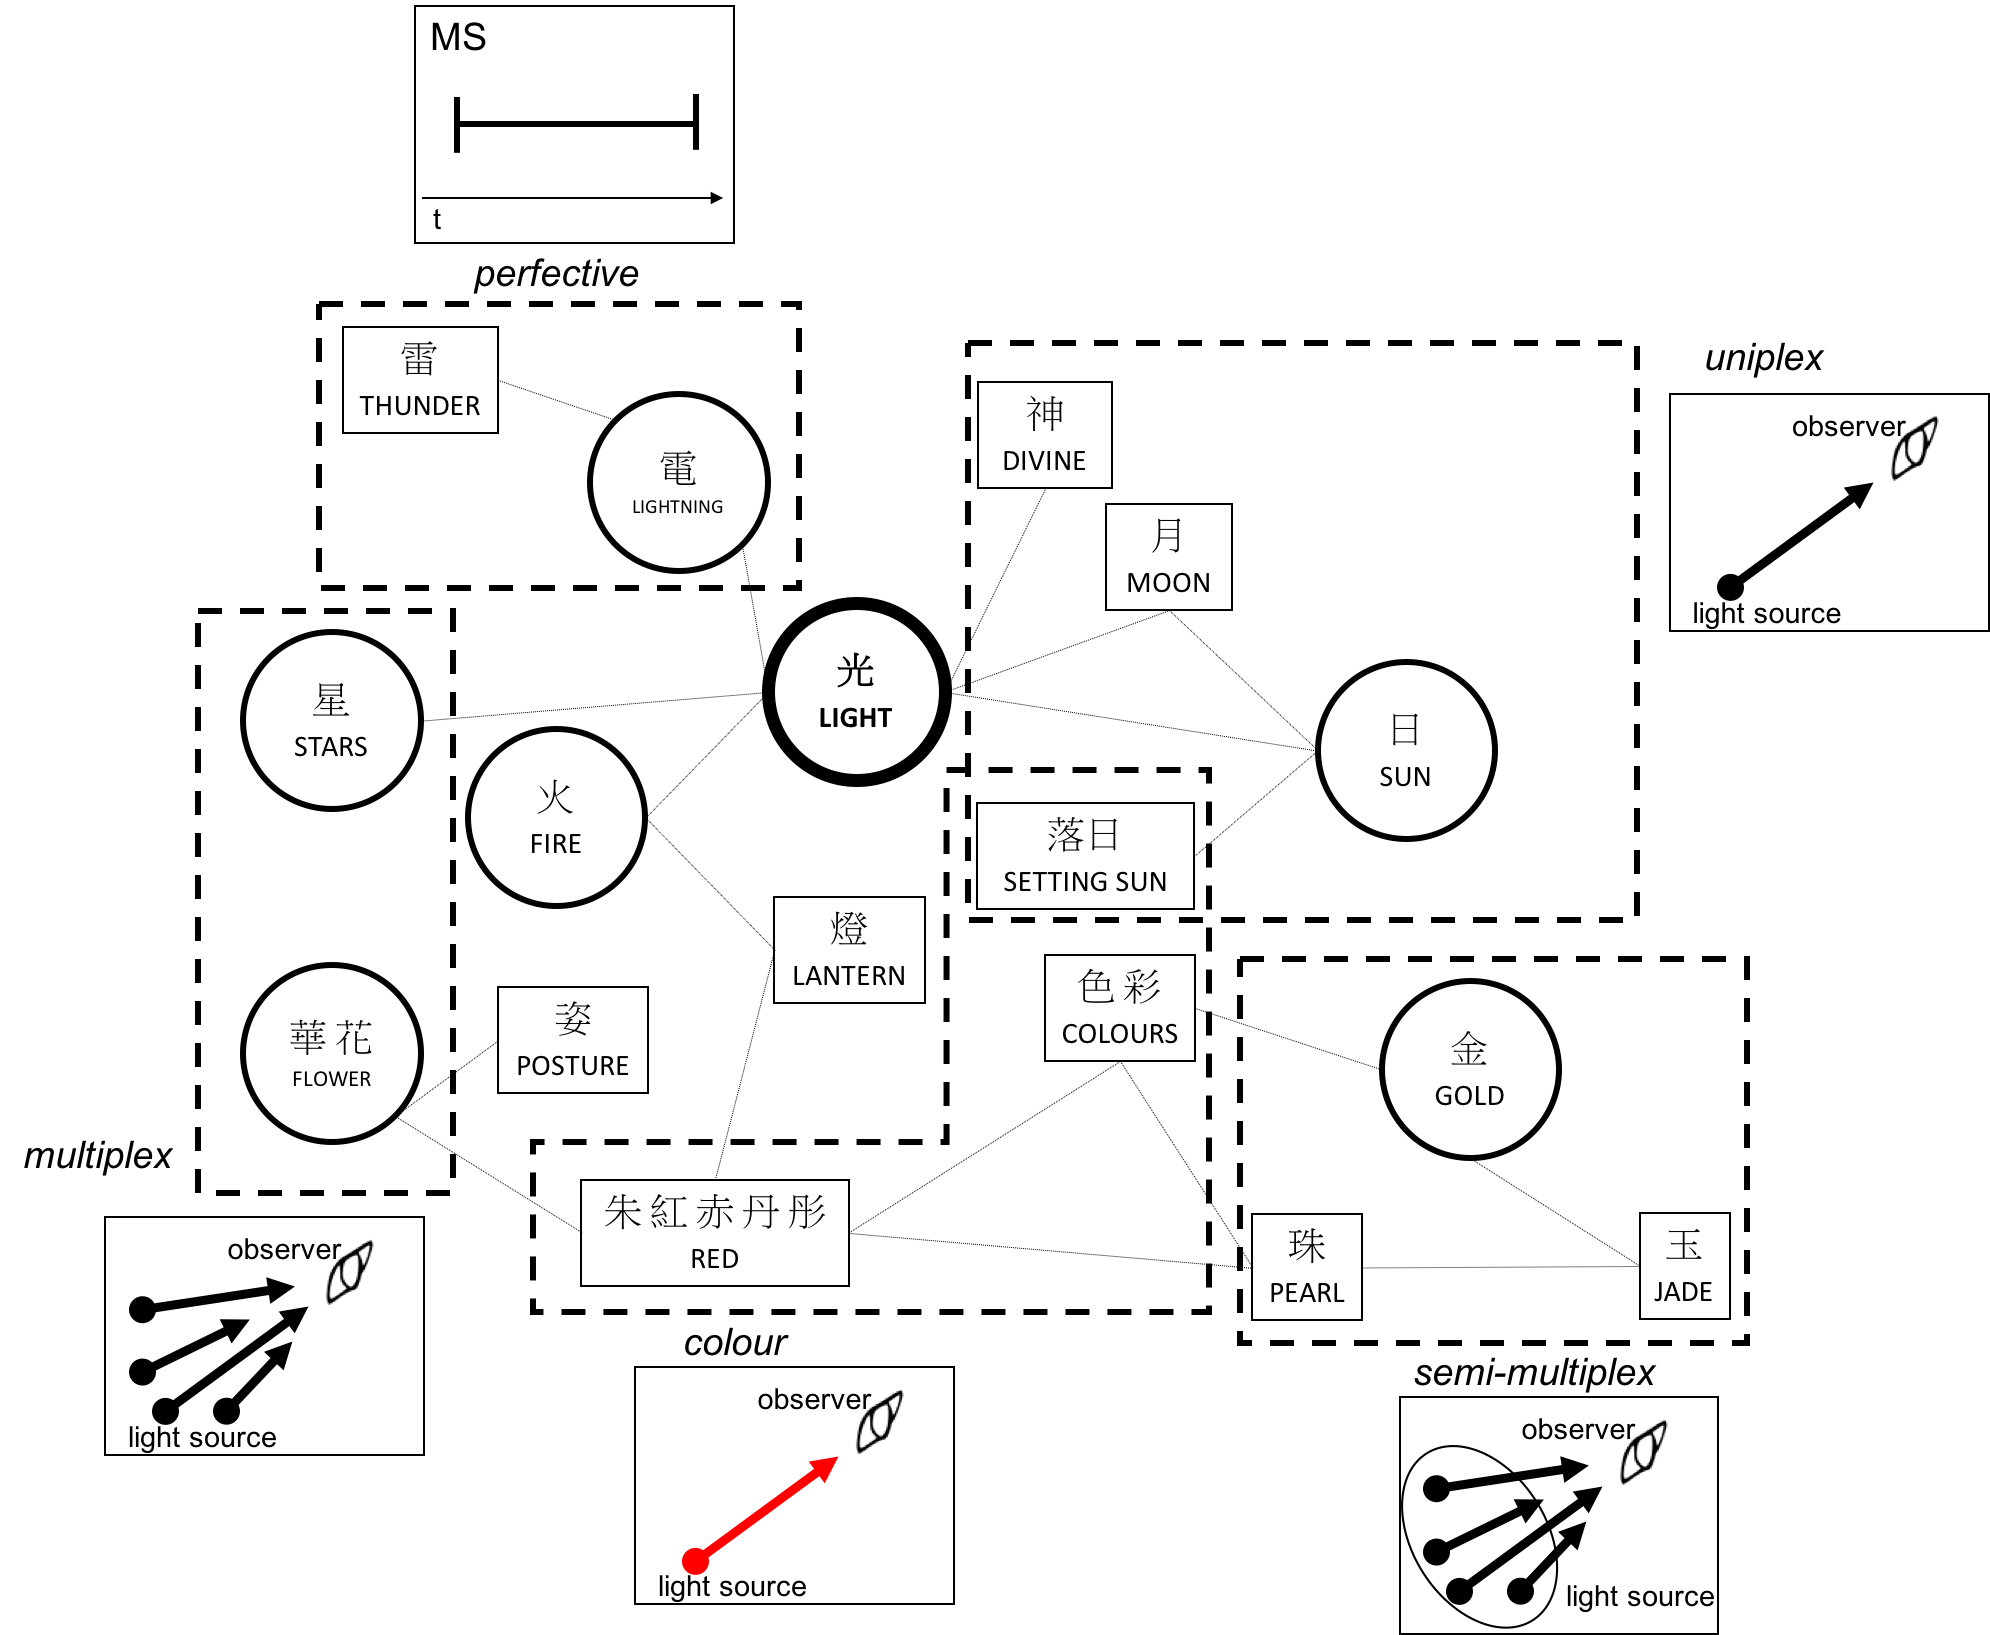 MS
t
perfective
雷
THUNDER
電
LIGHTNING
uniplex
observer
light source
神
DIVINE
月
MOON
光
LIGHT
星
STARS
日
SUN
火
FIRE
落日
SETTING SUN
燈
LANTERN
色彩
COLOURS
華花
FLOWER
姿
POSTURE
金
GOLD
multiplex
observer
light source
朱紅赤丹彤
RED
珠
PEARL
玉
JADE
colour
observer
light source
semi-multiplex
observer
light source